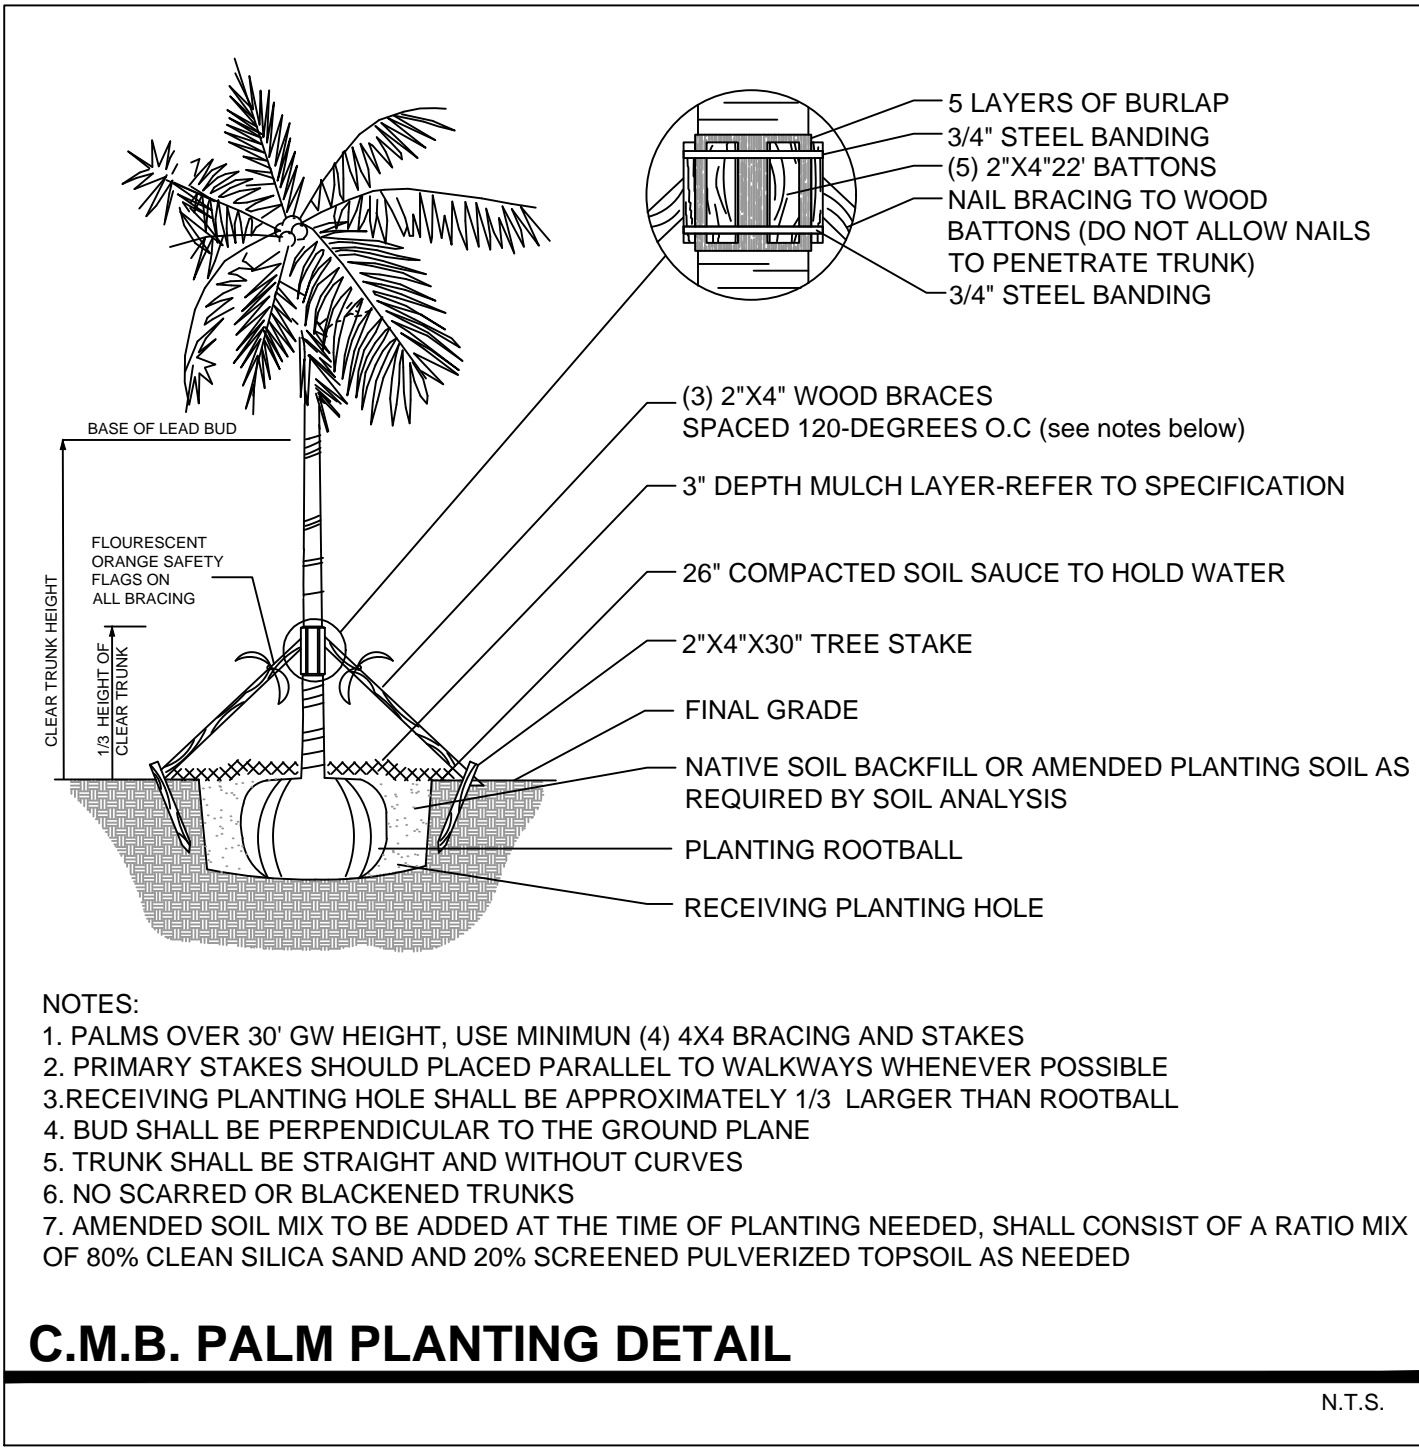 5 LAYERS OF BURLAP
3/4" STEEL BANDING
(5) 2"X4"22' BATTONS
NAIL BRACING TO WOOD
BATTONS (DO NOT ALLOW NAILS
TO PENETRATE TRUNK)
3/4" STEEL BANDING
(3) 2"X4" WOOD BRACES
SPACED 120-DEGREES O.C (see notes below)
BASE OF LEAD BUD
3" DEPTH MULCH LAYER-REFER TO SPECIFICATION
FLOURESCENT
ORANGE SAFETY
FLAGS ON
ALL BRACING
26" COMPACTED SOIL SAUCE TO HOLD WATER
CLEAR TRUNK HEIGHT
1/3 HEIGHT OF
CLEAR TRUNK
2"X4"X30" TREE STAKE
FINAL GRADE
NATIVE SOIL BACKFILL OR AMENDED PLANTING SOIL AS
REQUIRED BY SOIL ANALYSIS
PLANTING ROOTBALL
RECEIVING PLANTING HOLE
NOTES:
1. PALMS OVER 30' GW HEIGHT, USE MINIMUN (4) 4X4 BRACING AND STAKES
2. PRIMARY STAKES SHOULD PLACED PARALLEL TO WALKWAYS WHENEVER POSSIBLE
3.RECEIVING PLANTING HOLE SHALL BE APPROXIMATELY 1/3 LARGER THAN ROOTBALL
4. BUD SHALL BE PERPENDICULAR TO THE GROUND PLANE
5. TRUNK SHALL BE STRAIGHT AND WITHOUT CURVES
6. NO SCARRED OR BLACKENED TRUNKS
7. AMENDED SOIL MIX TO BE ADDED AT THE TIME OF PLANTING NEEDED, SHALL CONSIST OF A RATIO MIX
OF 80% CLEAN SILICA SAND AND 20% SCREENED PULVERIZED TOPSOIL AS NEEDED
C.M.B. PALM PLANTING DETAIL
N.T.S.